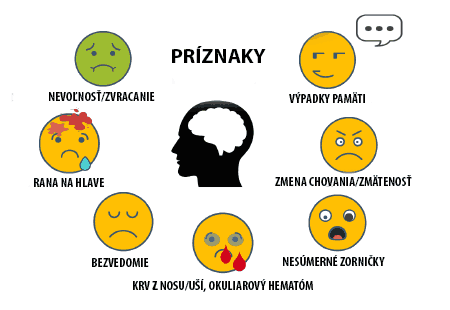 PRÍZNAKY
NEVOĽNOSŤ/ZVRACANIE
VÝPADKY PAMÄTI
RANA NA HLAVE
ZMENA CHOVANIA/ZMÄTENOSŤ
BEZVEDOMIE
NESÚMERNÉ ZORNIČKY
KRV Z NOSU/UŠÍ, OKULIAROVÝ HEMATÓM